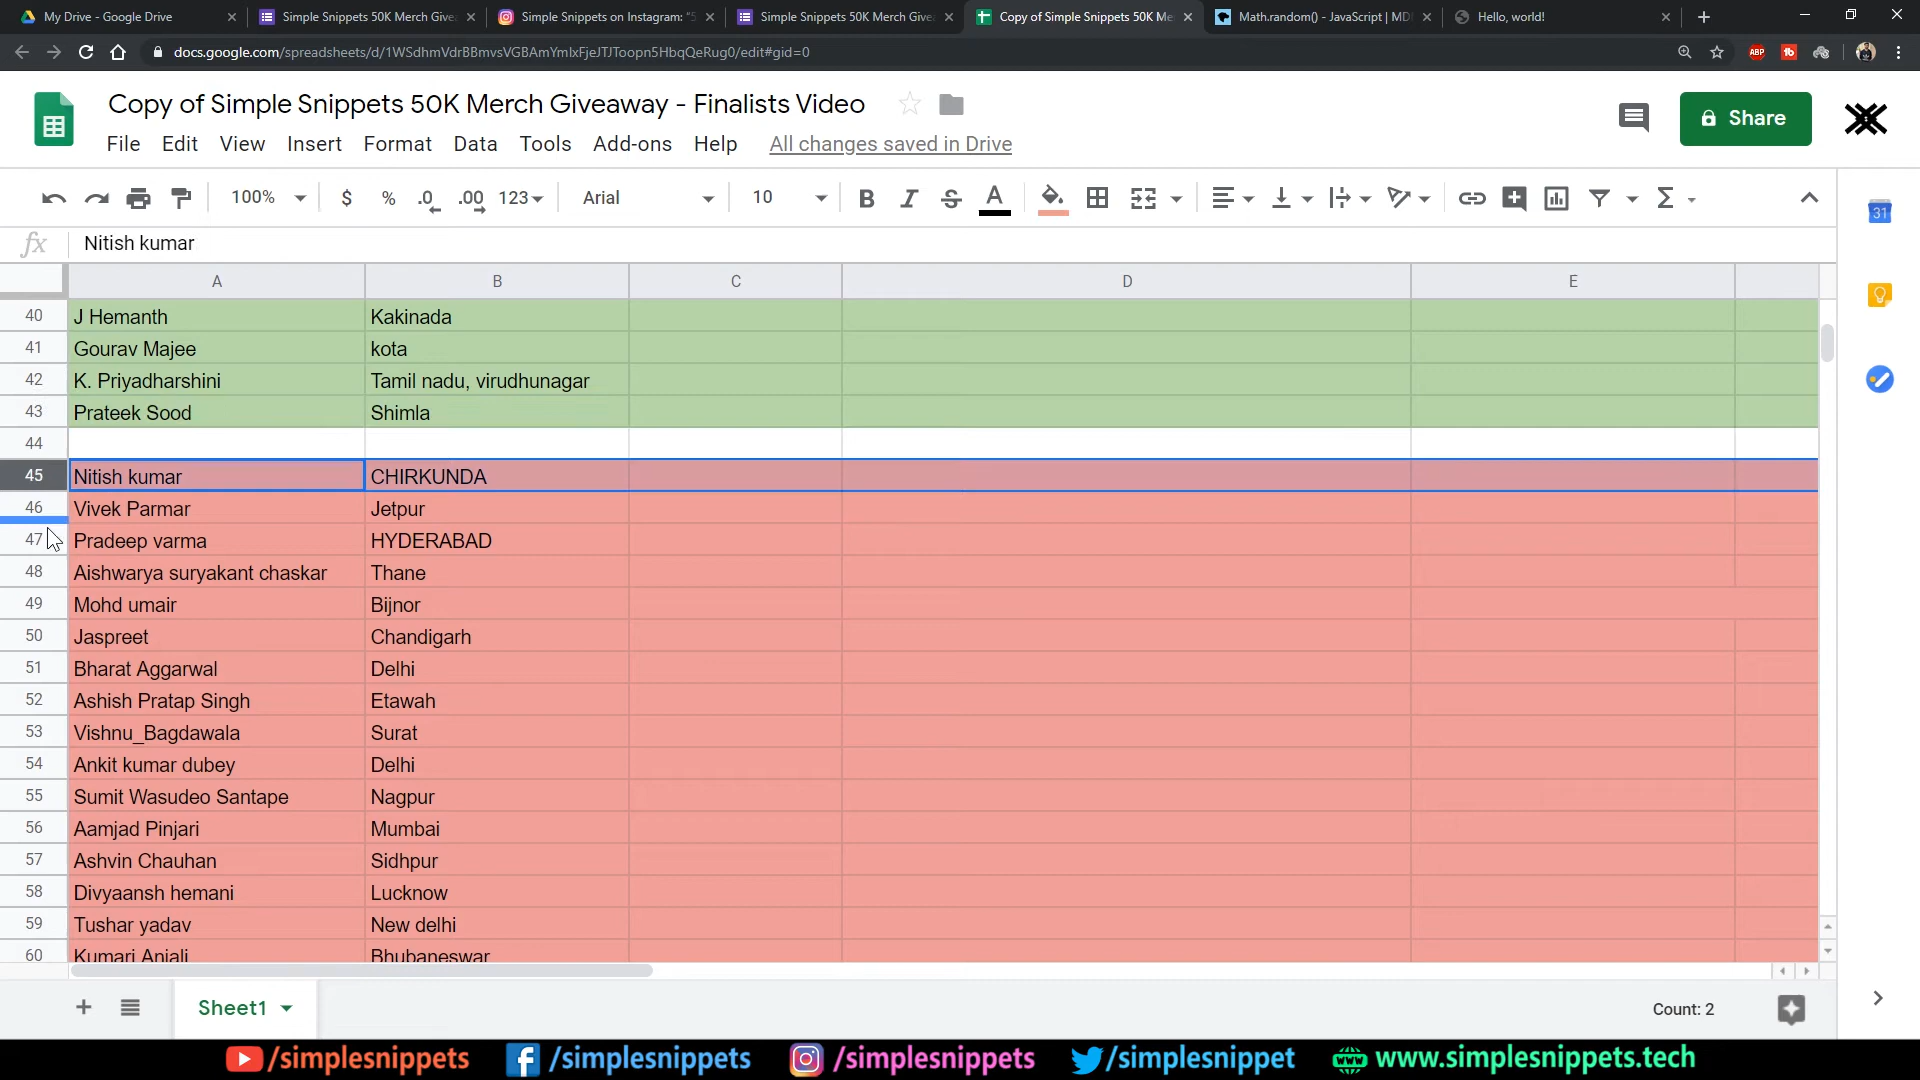 My Drive - Google Drive
Simple Snippets 50K Merch Givea
Simple Snippets on Instagram: "5
Simple Snippets 50K Merch Givea
Copy of Simple Snippets 50K Me
Math.random() - JavaScript | MD
Hello, world!
docs.google.com/spreadsheets/d/1WSdhmVdrBBmvsVGBAmYmIxFjeJTJToopn5HbqQeRug0/edit#gid=0
ABP
Copy of Simple Snippets 50K Merch Giveaway - Finalists Video
File Edit View Insert Format Data Tools Add-ons Help All changes saved in Drive
Share
100% $ % .0 .00 123 Arial 10 B I S A Σ
31
fx Nitish kumar
A B C D E
40 J Hemanth Kakinada
41 Gourav Majee kota
42 K. Priyadharshini Tamil nadu, virudhunagar
43 Prateek Sood Shimla
44
45 Nitish kumar CHIRKUNDA
46 Vivek Parmar Jetpur
47 Pradeep varma HYDERABAD
48 Aishwarya suryakant chaskar Thane
49 Mohd umair Bijnor
50 Jaspreet Chandigarh
51 Bharat Aggarwal Delhi
52 Ashish Pratap Singh Etawah
53 Vishnu_Bagdawala Surat
54 Ankit kumar dubey Delhi
55 Sumit Wasudeo Santape Nagpur
56 Aamjad Pinjari Mumbai
57 Ashvin Chauhan Sidhpur
58 Divyaansh hemani Lucknow
59 Tushar yadav New delhi
60 Kumari Anjali Bhubaneswar
Sheet1
Count: 2
/simplesnippets /simplesnippets /simplesnippets /simplesnippet www.simplesnippets.tech